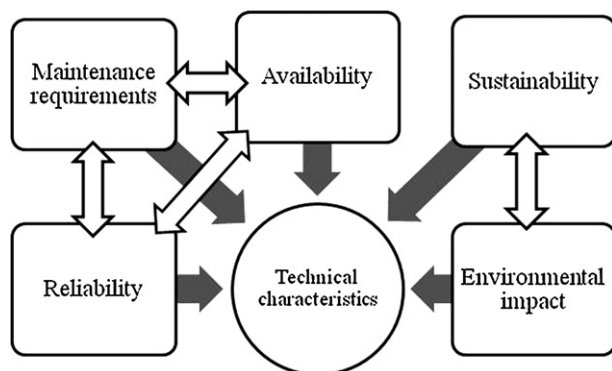 Maintenance
requirements
Availability
Sustainability
Reliability
Technical
characteristics
Environmental
impact